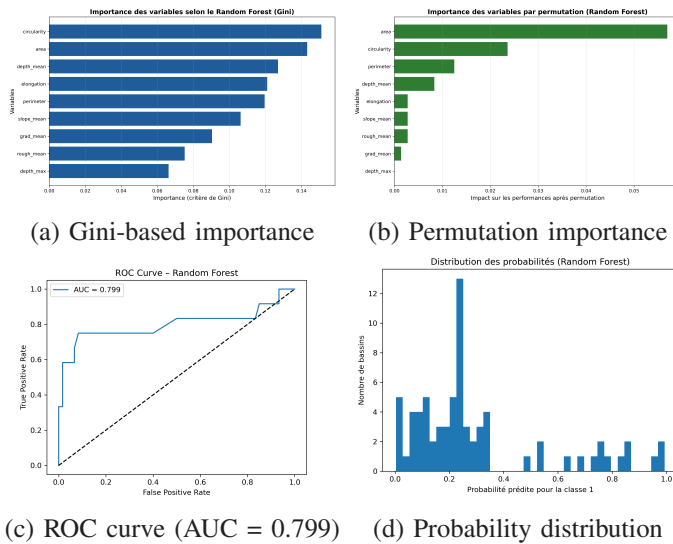 Importance des variables selon le Random Forest (Gini)
Variables
circularity
area
depth_mean
elongation
perimeter
slope_mean
grad_mean
rough_mean
depth_max
0.00 0.02 0.04 0.06 0.08 0.10 0.12 0.14
Importance (critère de Gini)
(a) Gini-based importance
Importance des variables par permutation (Random Forest)
Variables
area
circularity
perimeter
depth_mean
elongation
slope_mean
rough_mean
grad_mean
depth_max
0.00 0.01 0.02 0.03 0.04 0.05
Impact sur les performances après permutation
(b) Permutation importance
ROC Curve – Random Forest
AUC = 0.799
True Positive Rate
1.0
0.8
0.6
0.4
0.2
0.0
0.0 0.2 0.4 0.6 0.8 1.0
False Positive Rate
(c) ROC curve (AUC = 0.799)
Distribution des probabilités (Random Forest)
Nombre de bassins
12
10
8
6
4
2
0
0.0 0.2 0.4 0.6 0.8 1.0
Probabilité prédite pour la classe 1
(d) Probability distribution